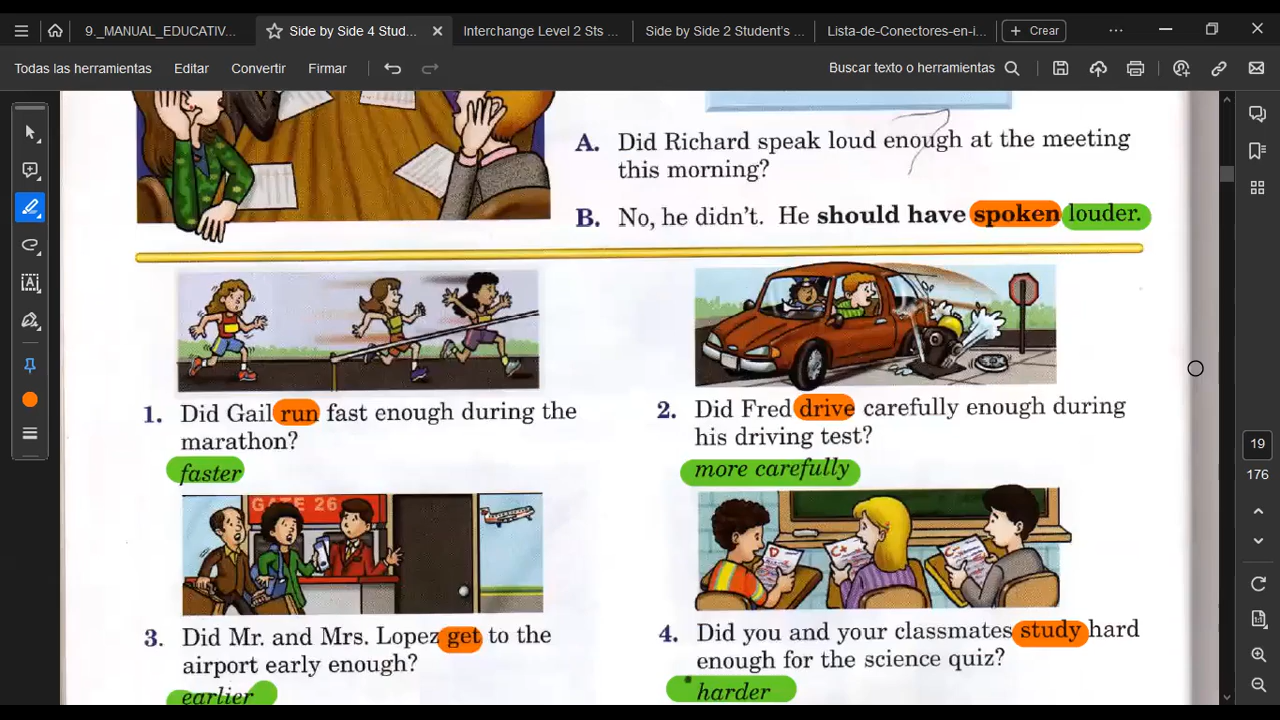 9._MANUAL_EDUCATIV...
Side by Side 4 Stud...
Interchange Level 2 Sts ...
Side by Side 2 Student's ...
Lista-de-Conectores-en-i...
+ Crear
Todas las herramientas
Editar
Convertir
Firmar
Buscar texto o herramientas
A. Did Richard speak loud enough at the meeting
this morning?
B. No, he didn't. He should have spoken louder.
1. Did Gail run fast enough during the
marathon?
faster
2. Did Fred drive carefully enough during
his driving test?
more carefully
GATE 26
D
C+
C-
3. Did Mr. and Mrs. Lopez get to the
airport early enough?
earlier
4. Did you and your classmates study hard
enough for the science quiz?
harder
19
176